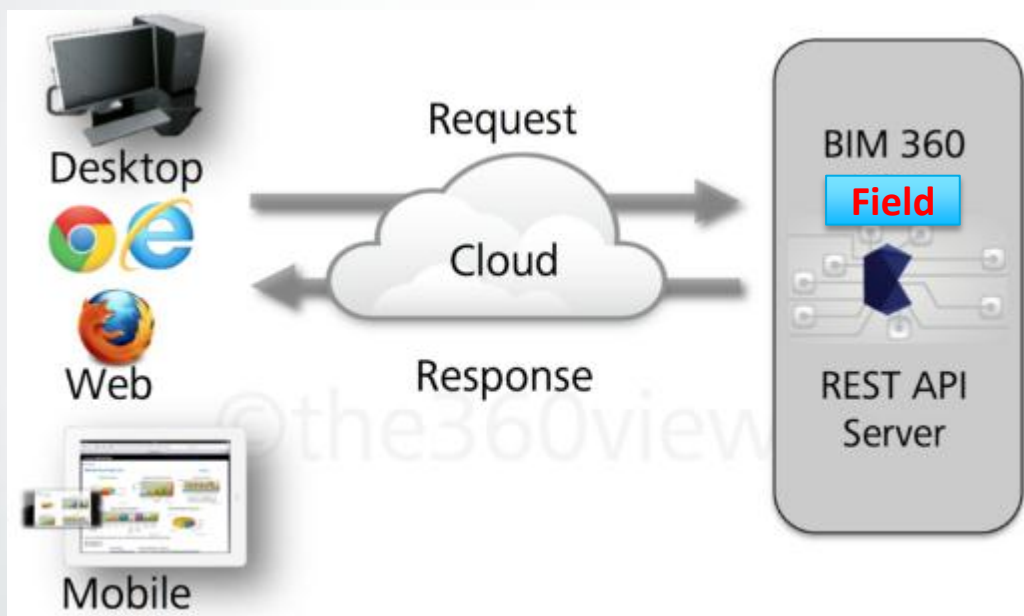 Desktop
Web
Mobile
Request
Cloud
Response
BIM 360
Field
REST API
Server
©the360view